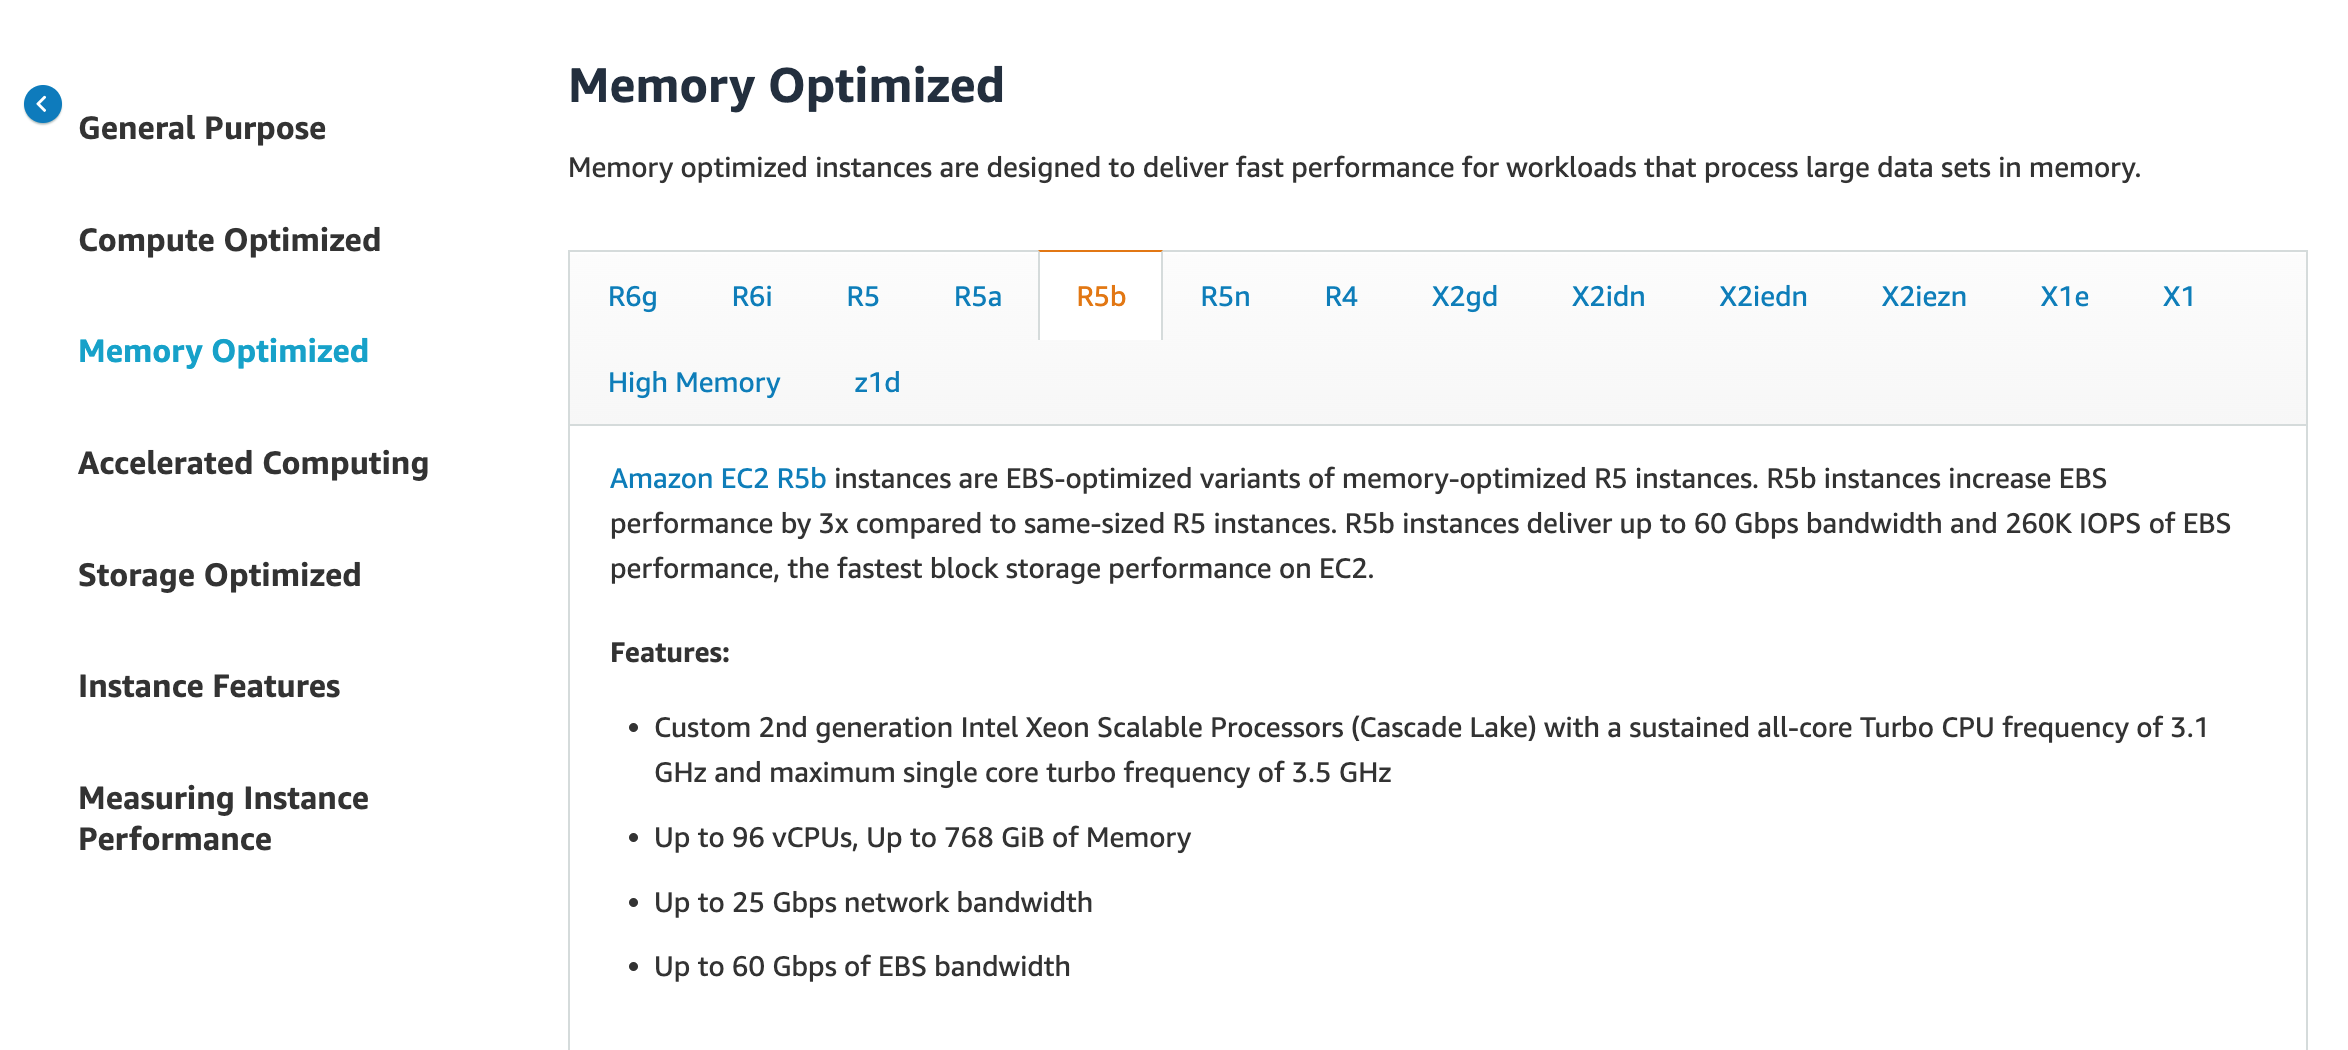 General Purpose
Compute Optimized
Memory Optimized
Accelerated Computing
Storage Optimized
Instance Features
Measuring Instance
Performance
Memory Optimized
Memory optimized instances are designed to deliver fast performance for workloads that process large data sets in memory.
R6g R6i R5 R5a R5b R5n R4 X2gd X2idn X2iedn X2iezn X1e X1
High Memory z1d
Amazon EC2 R5b instances are EBS-optimized variants of memory-optimized R5 instances. R5b instances increase EBS
performance by 3x compared to same-sized R5 instances. R5b instances deliver up to 60 Gbps bandwidth and 260K IOPS of EBS
performance, the fastest block storage performance on EC2.
Features:
• Custom 2nd generation Intel Xeon Scalable Processors (Cascade Lake) with a sustained all-core Turbo CPU frequency of 3.1
GHz and maximum single core turbo frequency of 3.5 GHz
• Up to 96 vCPUs, Up to 768 GiB of Memory
• Up to 25 Gbps network bandwidth
• Up to 60 Gbps of EBS bandwidth